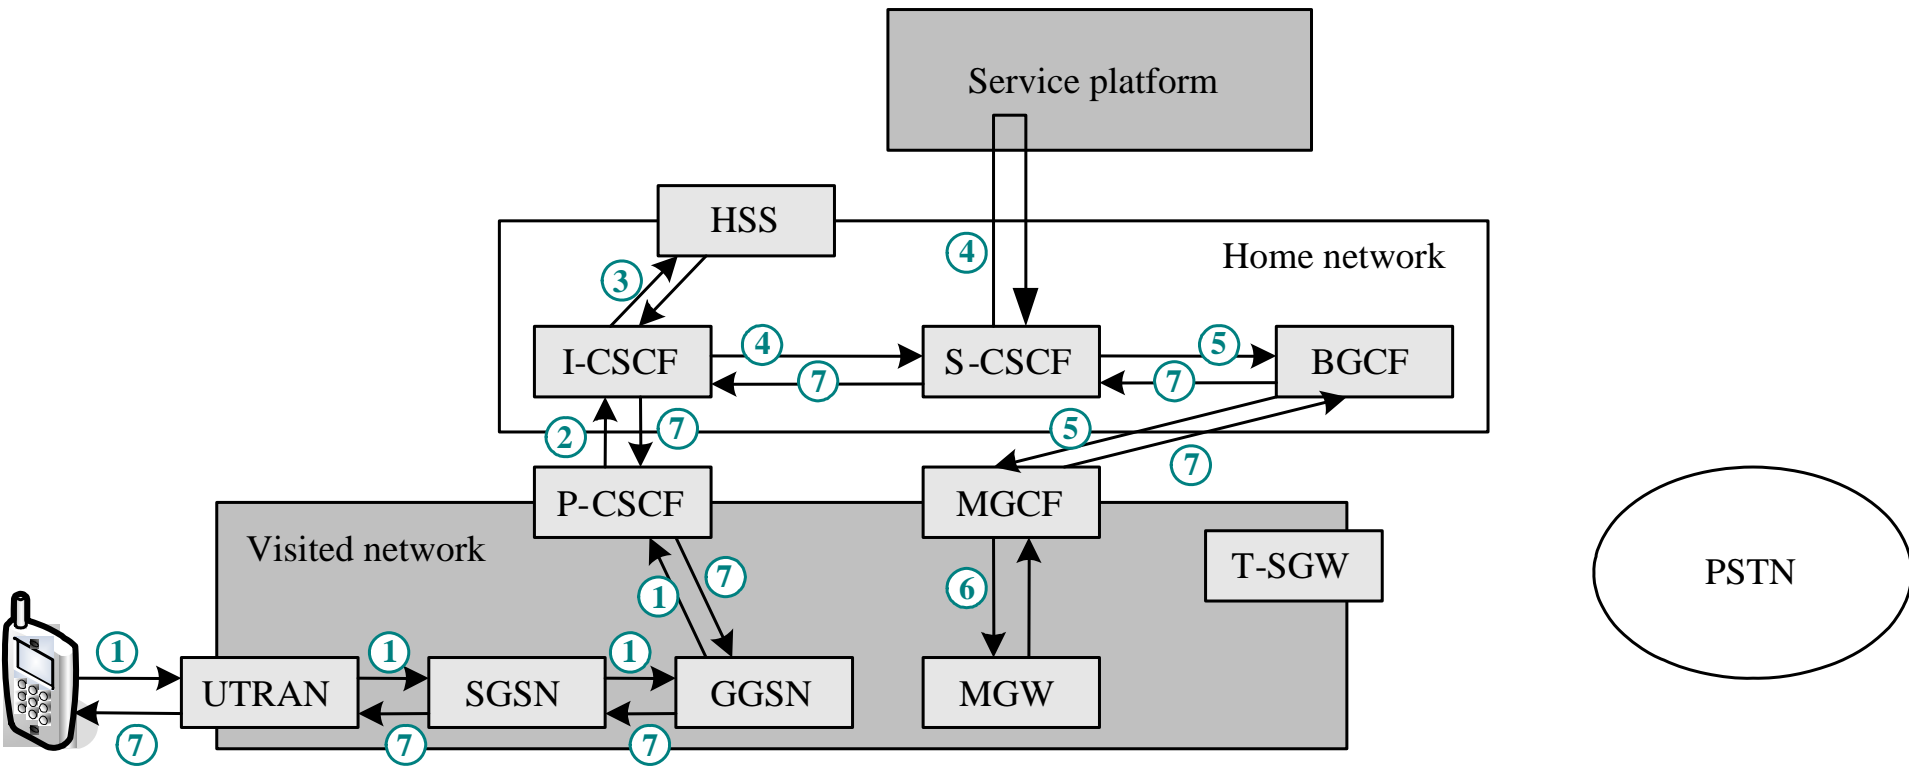 Service platform
HSS
4
Home network
3
I-CSCF
4
7
S-CSCF
5
7
BGCF
2
7
5
7
P-CSCF
MGCF
Visited network
7
1
6
T-SGW
PSTN
1
UTRAN
1
SGSN
1
GGSN
MGW
7
7
7